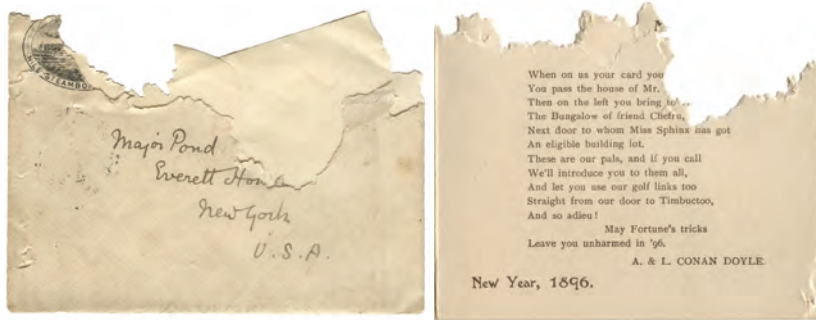 NILE STEAMBO
Major Pond
Everett
New York
U.S.A.
When on us your card you
You pass the house of Mr.
Then on the left you bring to
The Bungalow of friend
Next door to whom Miss Sphinx has got
An eligible building lot.
These are our pals, and if you call
We'll introduce you to them all,
And let you use our golf links too
Straight from our door to Timbuctoo,
And so adieu!
May Fortune's tricks
Leave you unharmed in '96.
A. & L. CONAN DOYLE.
New Year, 1896.